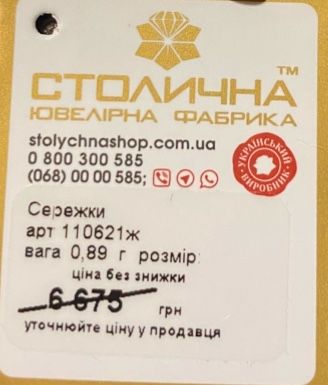 СТОЛИЧНА™
ЮВЕЛІРНА ФАБРИКА
stolychnashop.com.ua
0 800 300 585
(068) 00 00 585;
УКРАЇНСЬКИЙ ВИРОБНИК
Сережки
арт 110621ж
вага 0,89 г розмір:
ціна без знижки
6 675 грн
уточнюйте ціну у продавця